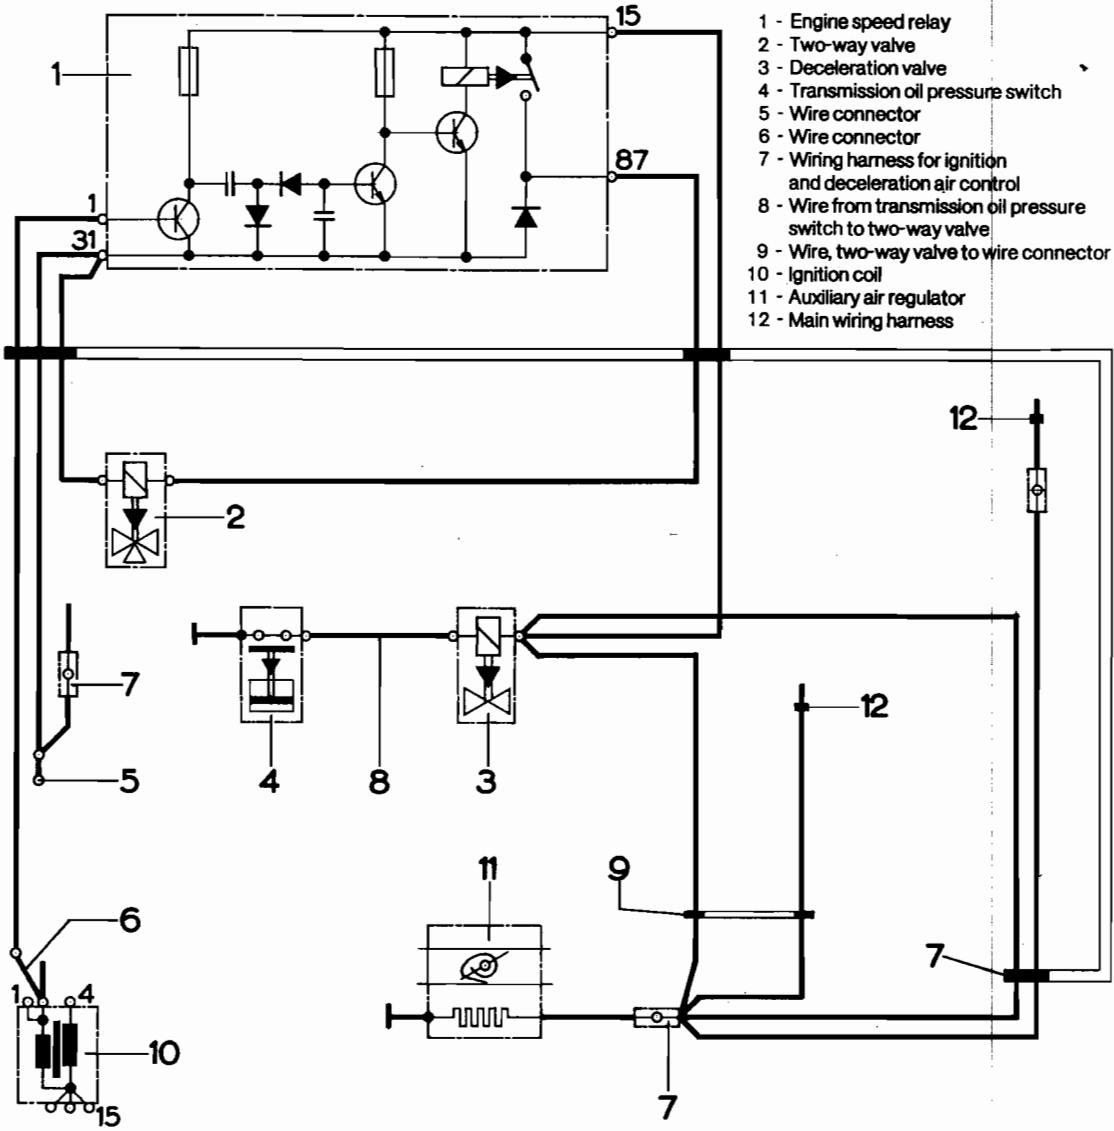 15
1 - Engine speed relay
2 - Two-way valve
3 - Deceleration valve
4 - Transmission oil pressure switch
5 - Wire connector
6 - Wire connector
7 - Wiring harness for ignition
and deceleration air control
8 - Wire from transmission oil pressure
switch to two-way valve
9 - Wire, two-way valve to wire connector
10 - Ignition coil
11 - Auxiliary air regulator
12 - Main wiring harness
1
87
1
31
12
2
7
12
5
4
8
3
11
9
6
7
1
4
10
15
7